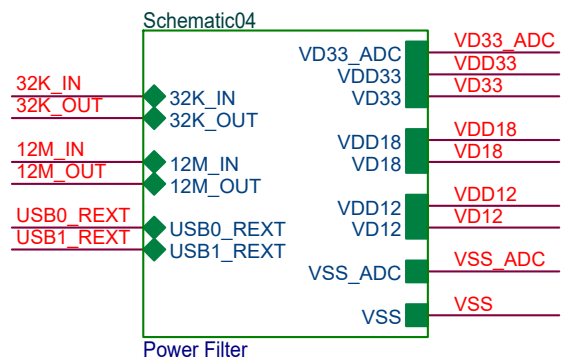 Schematic04
32K_IN
32K_OUT
12M_IN
12M_OUT
USB0_REXT
USB1_REXT
32K_IN
32K_OUT
12M_IN
12M_OUT
USB0_REXT
USB1_REXT
VD33_ADC
VDD33
VD33
VDD18
VD18
VDD12
VD12
VSS_ADC
VSS
VD33_ADC
VDD33
VD33
VDD18
VD18
VDD12
VD12
VSS_ADC
VSS
Power Filter